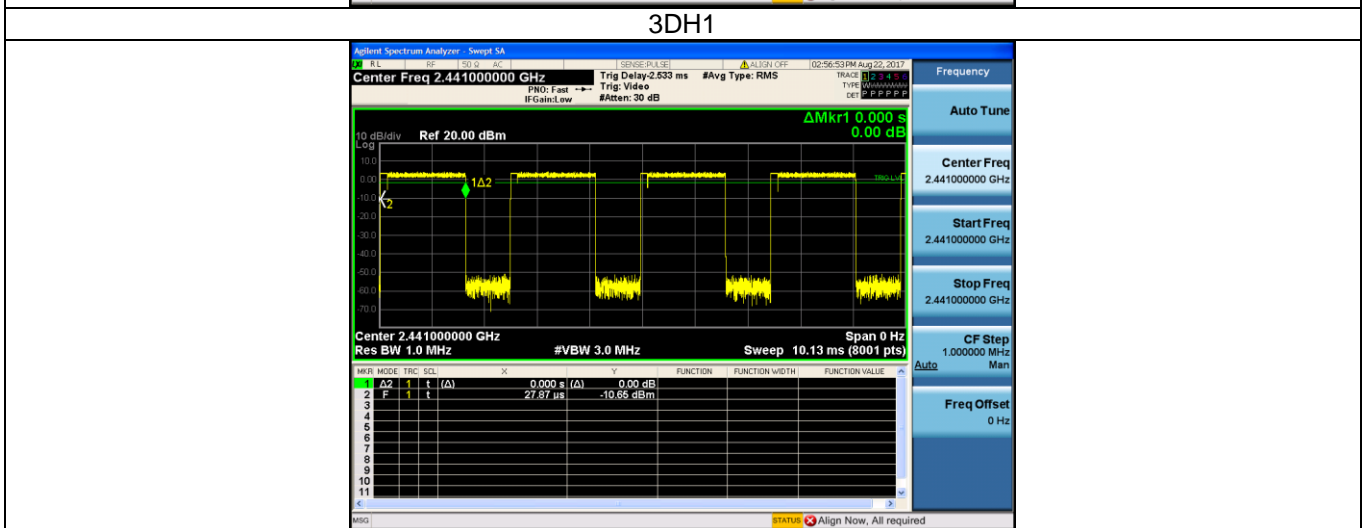 3DH1
Agilent Spectrum Analyzer - Swept SA
RL RF 50 Ω AC SENSE:PULSE ALIGN OFF 02:56:53 PM Aug 22, 2017
Center Freq 2.441000000 GHz Trig Delay-2.533 ms #Avg Type: RMS TRACE 1 2 3 4 5 6
PNO: Fast Trig: Video TYPE
IFGain:Low #Atten: 30 dB DET P P P P P P
ΔMkr1 0.000 s
10 dB/div Ref 20.00 dBm 0.00 dB
Log
10.0
0.00 TRIG LVL
1Δ2
-10.0
2
-20.0
-30.0
-40.0
-50.0
-60.0
-70.0
Center 2.441000000 GHz Span 0 Hz
Res BW 1.0 MHz #VBW 3.0 MHz Sweep 10.13 ms (8001 pts)
MKR MODE TRC SCL X Y FUNCTION FUNCTION WIDTH FUNCTION VALUE
1 Δ2 1 t (Δ) 0.000 s (Δ) 0.00 dB
2 F 1 t 27.87 µs -10.65 dBm
3
4
5
6
7
8
9
10
11
MSG STATUS Align Now, All required
Frequency
Auto Tune
Center Freq
2.441000000 GHz
Start Freq
2.441000000 GHz
Stop Freq
2.441000000 GHz
CF Step
1.000000 MHz
Auto Man
Freq Offset
0 Hz